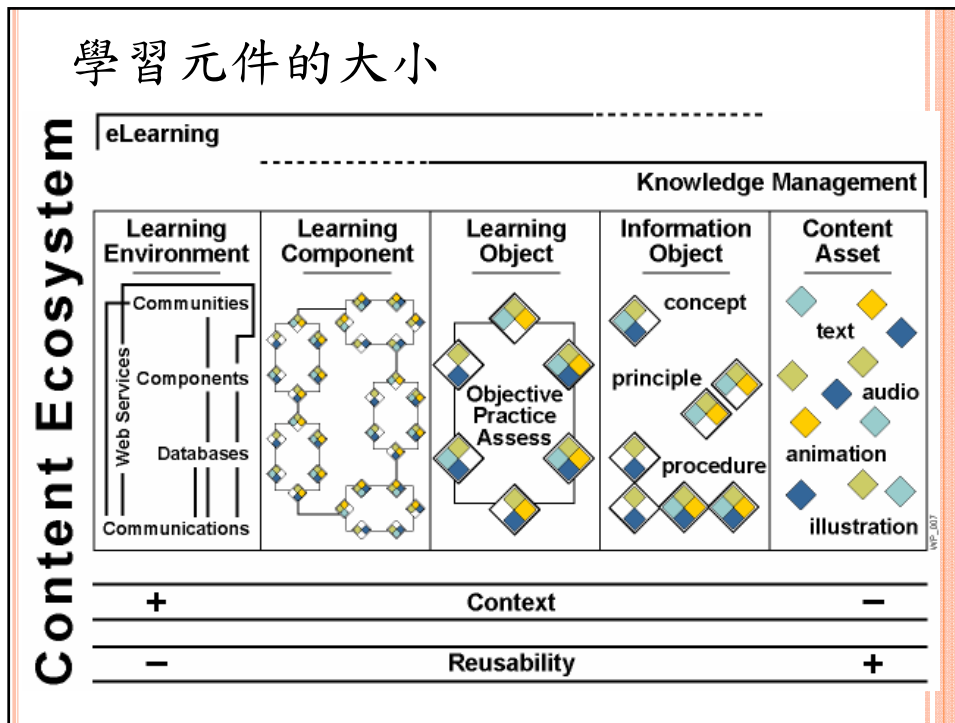 學習元件的大小
Content Ecosystem
eLearning
Knowledge Management
Learning
Environment
Communities
Web Services
Components
Databases
Communications
Learning
Component
Learning
Object
Objective
Practice
Assess
Information
Object
concept
principle
procedure
Content
Asset
text
audio
animation
illustration
WP_007
+ Context −
− Reusability +